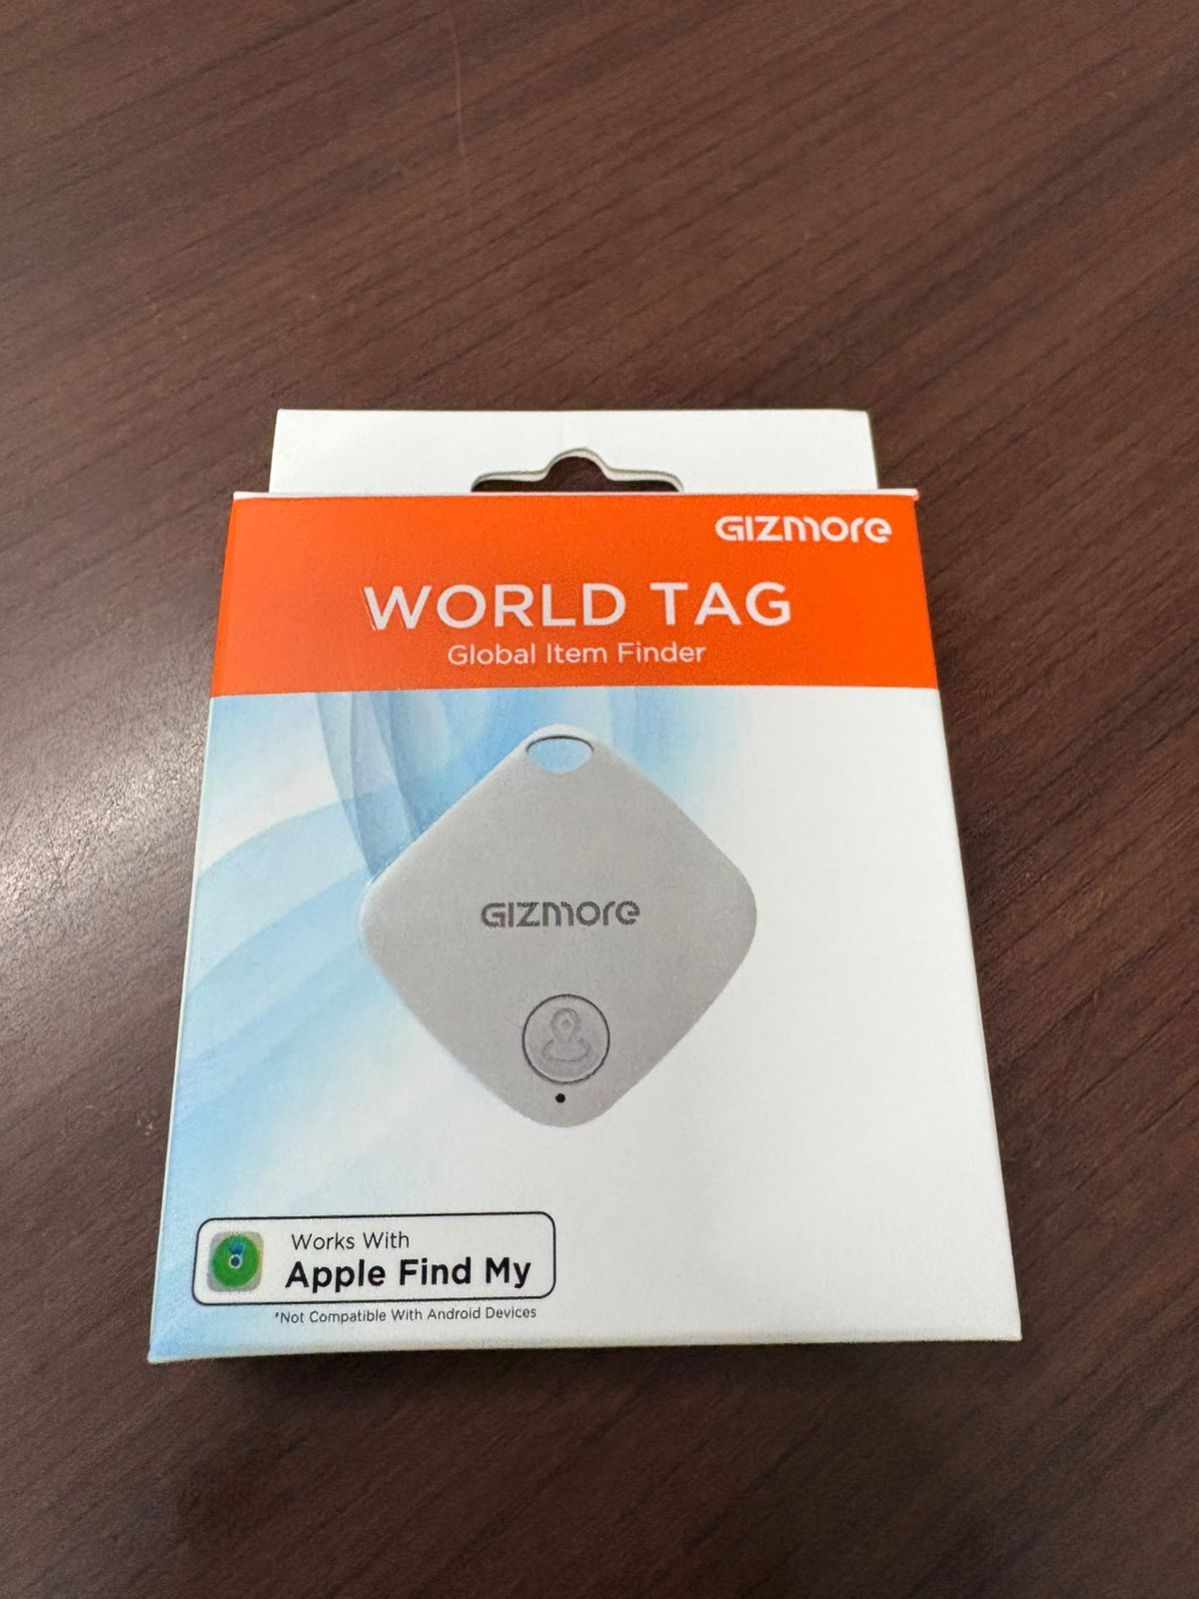 GIZMORE
WORLD TAG
Global Item Finder
GIZMORE
Works With
Apple Find My
*Not Compatible With Android Devices